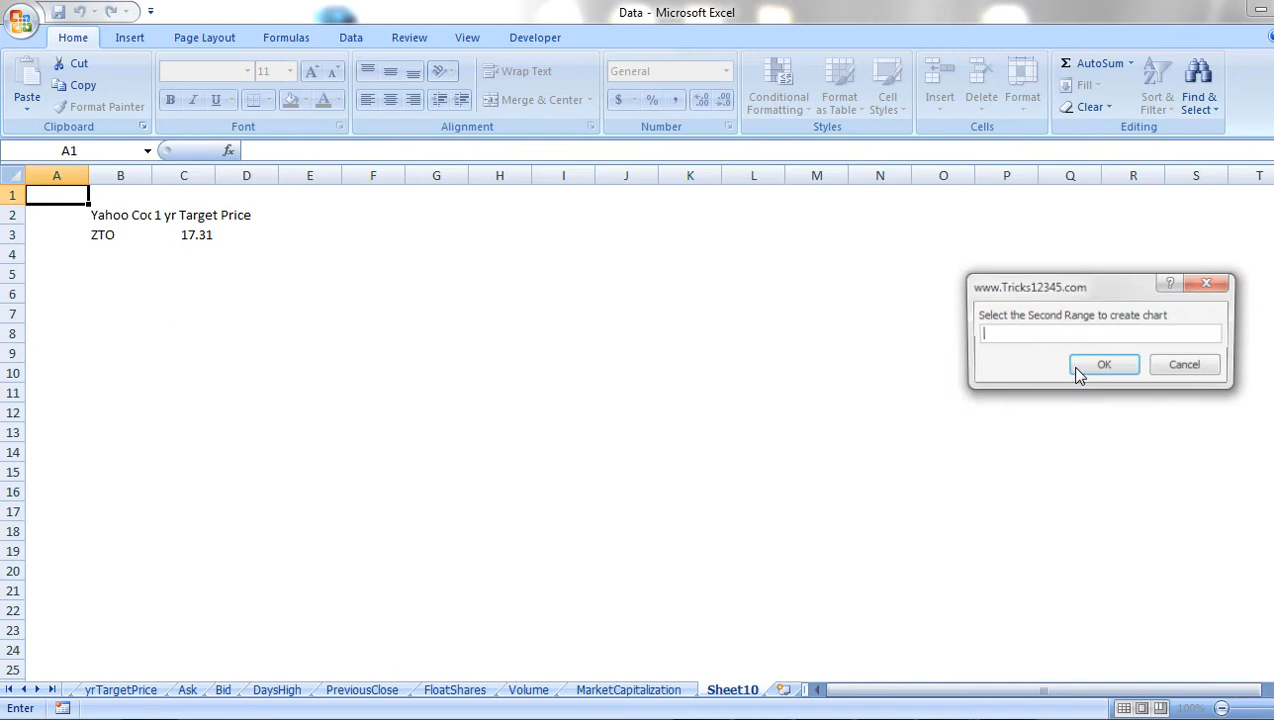 Data - Microsoft Excel
Home Insert Page Layout Formulas Data Review View Developer
Paste Cut Copy Format Painter
11
Wrap Text
Merge & Center
General
$ % ,
Conditional Formatting Format as Table Cell Styles
Insert Delete Format
Σ AutoSum
Fill
Clear
Sort & Filter Find & Select
Clipboard Font Alignment Number Styles Cells Editing
A1 fx
A B C D E F G H I J K L M N O P Q R S T
1
2 Yahoo Coc 1 yr Target Price
3 ZTO 17.31
4
5
6
7
8
9
10
11
12
13
14
15
16
17
18
19
20
21
22
23
24
25
www.Tricks12345.com
Select the Second Range to create chart
OK Cancel
yrTargetPrice Ask Bid DaysHigh PreviousClose FloatShares Volume MarketCapitalization Sheet10
Enter 100%